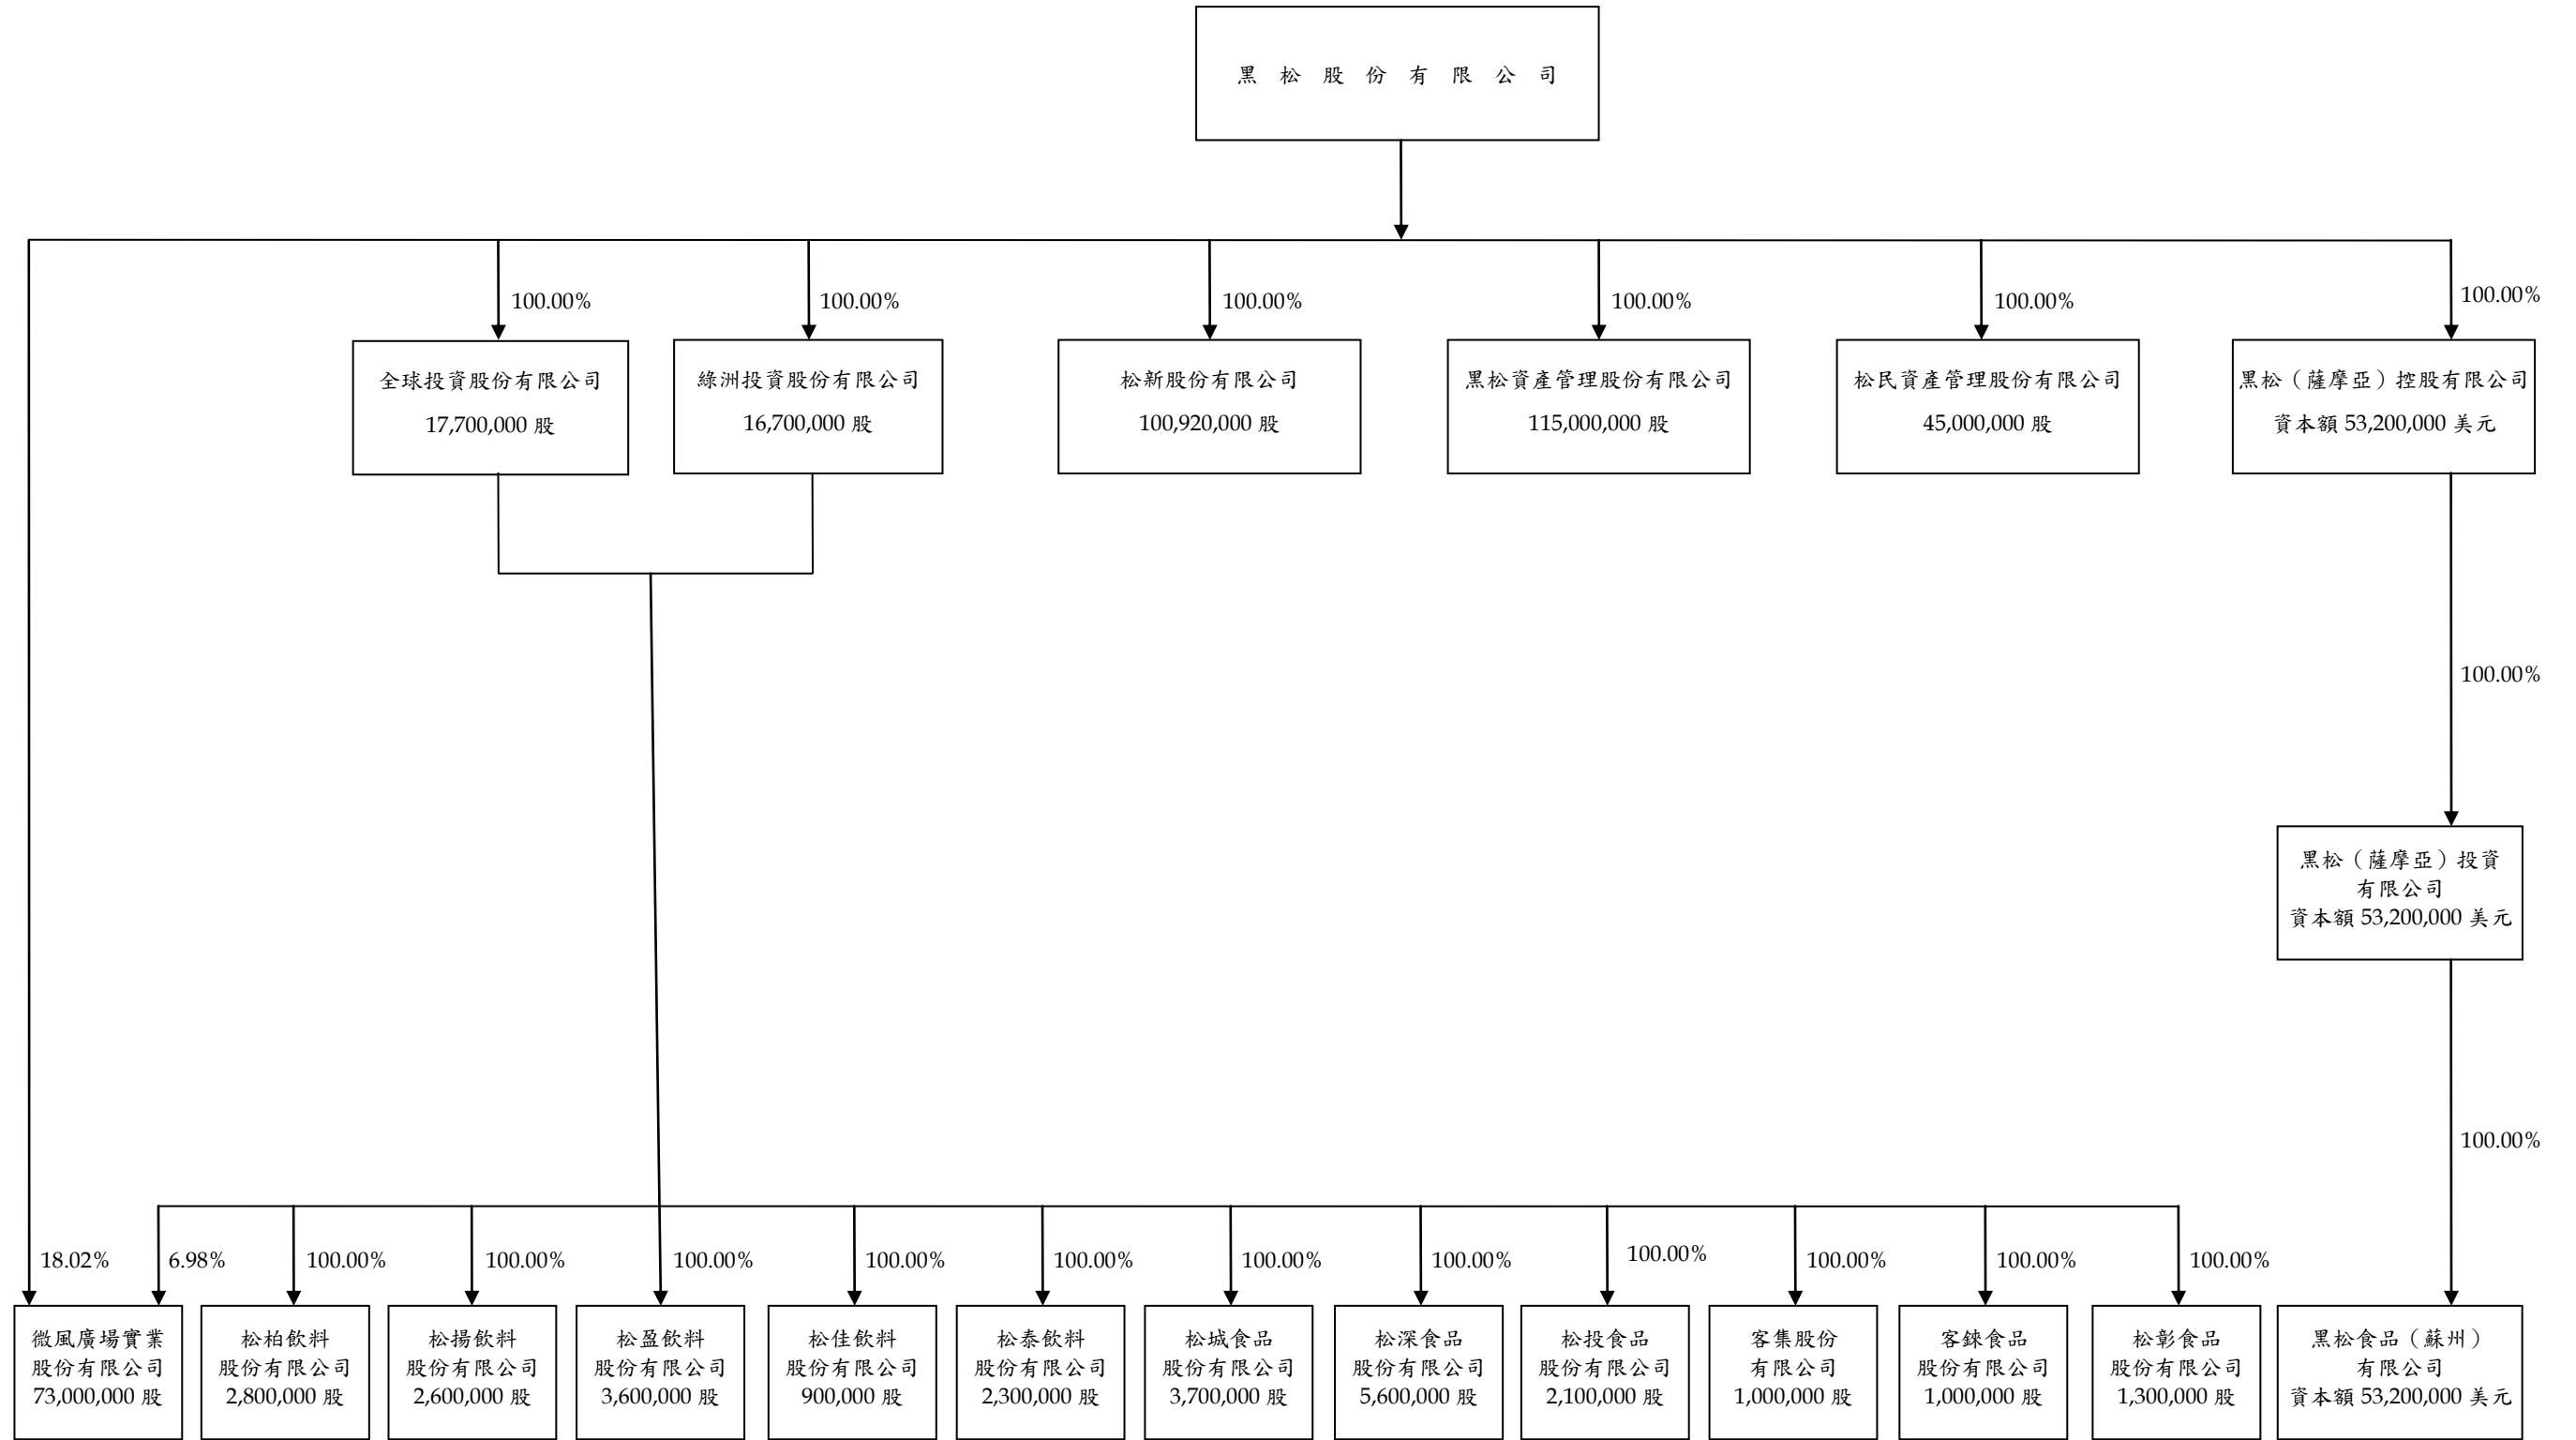 黑松股份有限公司
100.00%
100.00%
100.00%
100.00%
100.00%
100.00%
全球投資股份有限公司
17,700,000 股
綠洲投資股份有限公司
16,700,000 股
松新股份有限公司
100,920,000 股
黑松資產管理股份有限公司
115,000,000 股
松民資產管理股份有限公司
45,000,000 股
黑松（薩摩亞）控股有限公司
資本額 53,200,000 美元
100.00%
黑松（薩摩亞）投資
有限公司
資本額 53,200,000 美元
100.00%
18.02%
6.98%
100.00%
100.00%
100.00%
100.00%
100.00%
100.00%
100.00%
100.00%
100.00%
100.00%
100.00%
微風廣場實業
股份有限公司
73,000,000 股
松柏飲料
股份有限公司
2,800,000 股
松揚飲料
股份有限公司
2,600,000 股
松盈飲料
股份有限公司
3,600,000 股
松佳飲料
股份有限公司
900,000 股
松泰飲料
股份有限公司
2,300,000 股
松城食品
股份有限公司
3,700,000 股
松深食品
股份有限公司
5,600,000 股
松投食品
股份有限公司
2,100,000 股
客集股份
有限公司
1,000,000 股
客錸食品
股份有限公司
1,000,000 股
松彰食品
股份有限公司
1,300,000 股
黑松食品（蘇州）
有限公司
資本額 53,200,000 美元